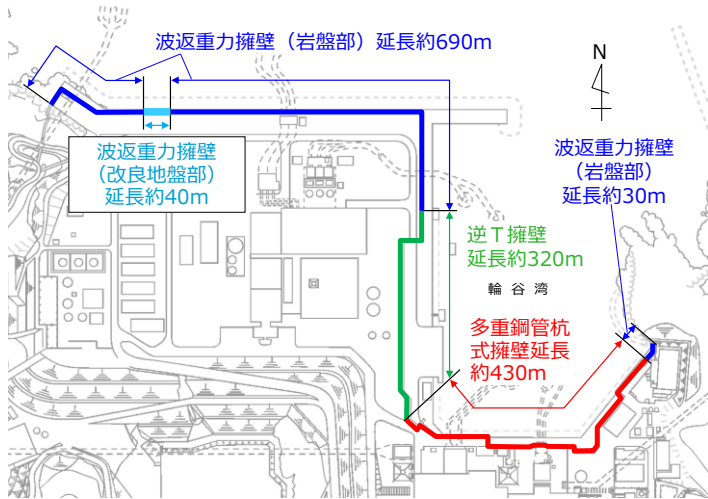 波返重力擁壁（岩盤部）延長約690m
N
波返重力擁壁
（改良地盤部）
延長約40m
波返重力擁壁
（岩盤部）
延長約30m
逆Ｔ擁壁
延長約320m
輪谷湾
多重鋼管杭
式擁壁延長
約430m